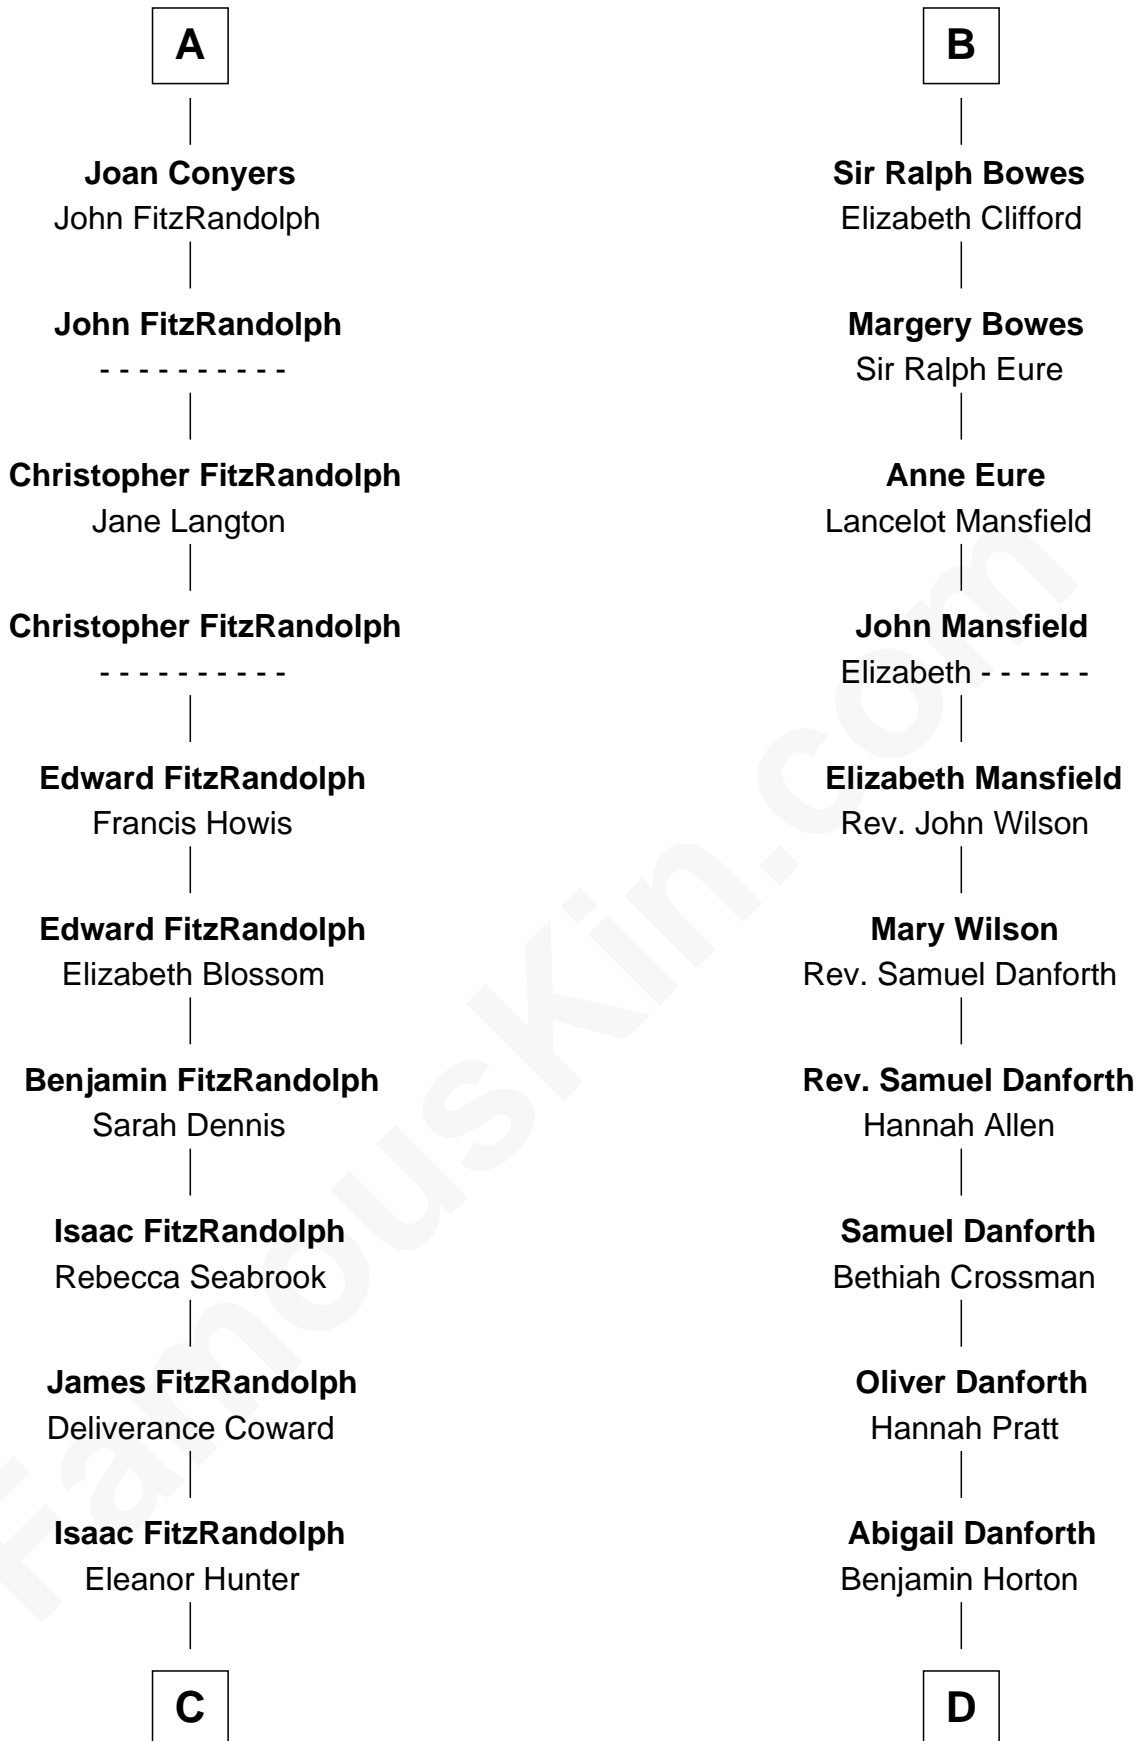 A
Joan Conyers
John FitzRandolph
John FitzRandolph
- - - - - - - - - -
Christopher FitzRandolph
Jane Langton
Christopher FitzRandolph
- - - - - - - - - -
Edward FitzRandolph
Francis Howis
Edward FitzRandolph
Elizabeth Blossom
Benjamin FitzRandolph
Sarah Dennis
Isaac FitzRandolph
Rebecca Seabrook
James FitzRandolph
Deliverance Coward
Isaac FitzRandolph
Eleanor Hunter
C
B
Sir Ralph Bowes
Elizabeth Clifford
Margery Bowes
Sir Ralph Eure
Anne Eure
Lancelot Mansfield
John Mansfield
Elizabeth - - - - - -
Elizabeth Mansfield
Rev. John Wilson
Mary Wilson
Rev. Samuel Danforth
Rev. Samuel Danforth
Hannah Allen
Samuel Danforth
Bethiah Crossman
Oliver Danforth
Hannah Pratt
Abigail Danforth
Benjamin Horton
D
FamousKin.com